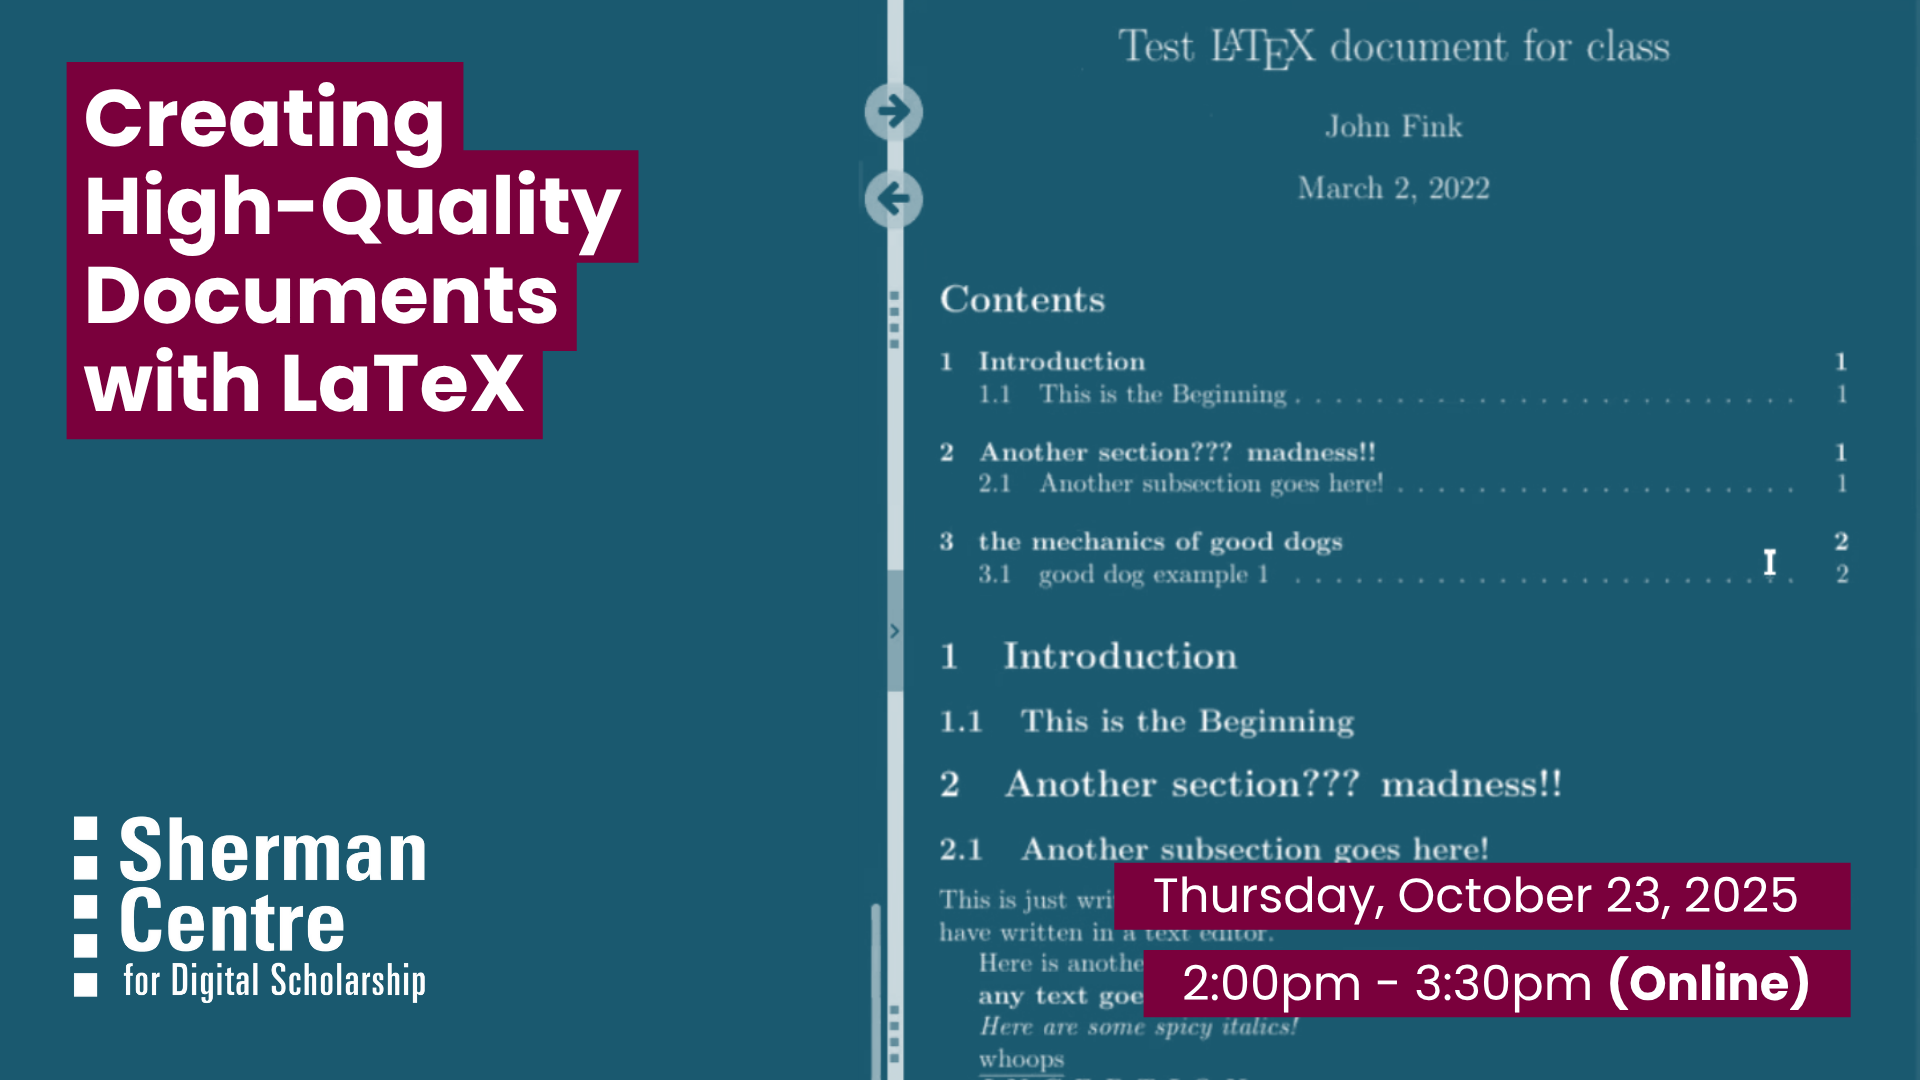 Creating
High-Quality
Documents
with LaTeX
Sherman
Centre
for Digital Scholarship
Test LATEX document for class
John Fink
March 2, 2022
Contents
1 Introduction 1
1.1 This is the Beginning . . . . . . . . . . . . . . . . . . . . . . . . . 1
2 Another section??? madness!! 1
2.1 Another subsection goes here! . . . . . . . . . . . . . . . . . . . . 1
3 the mechanics of good dogs 2
3.1 good dog example 1 . . . . . . . . . . . . . . . . . . . . . . . . . 2
1 Introduction
1.1 This is the Beginning
2 Another section??? madness!!
2.1 Another subsection goes here!
This is just
have written in a text editor.
Here is
any text
Here are some spicy italics!
whoops
Thursday, October 23, 2025
2:00pm - 3:30pm (Online)